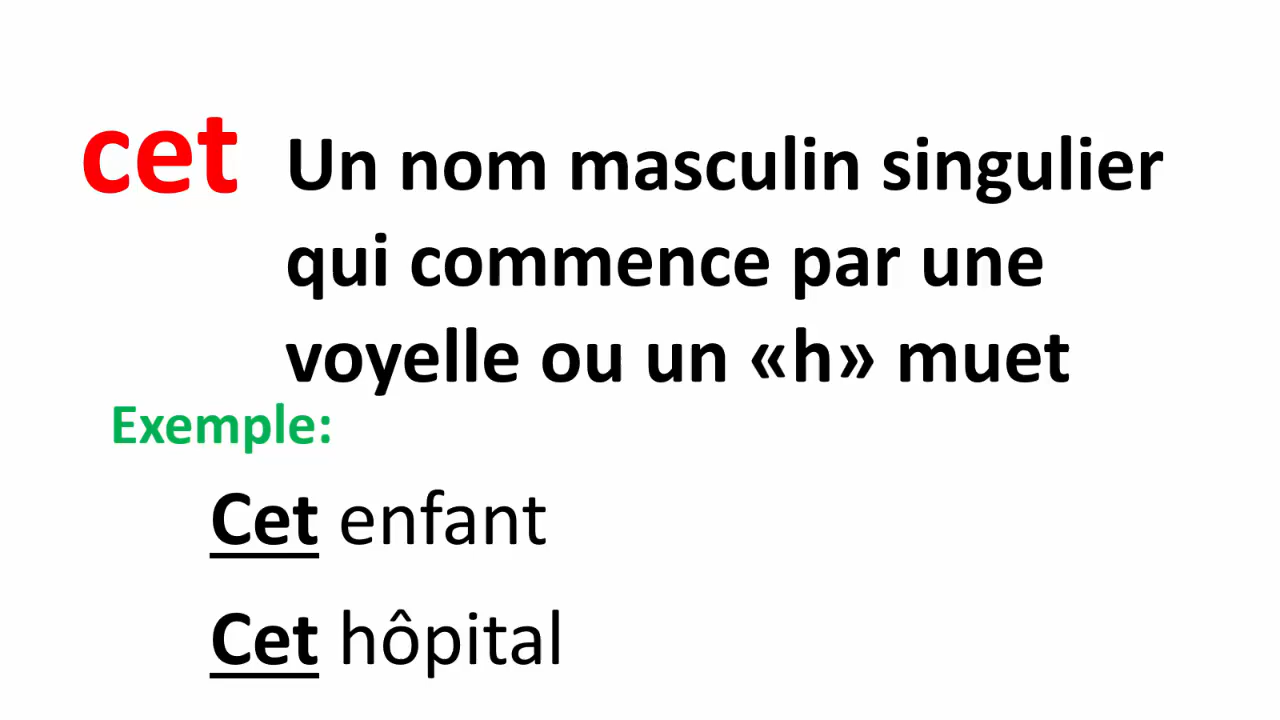 cet Un nom masculin singulier
qui commence par une
voyelle ou un «h» muet
Exemple:
Cet enfant
Cet hôpital